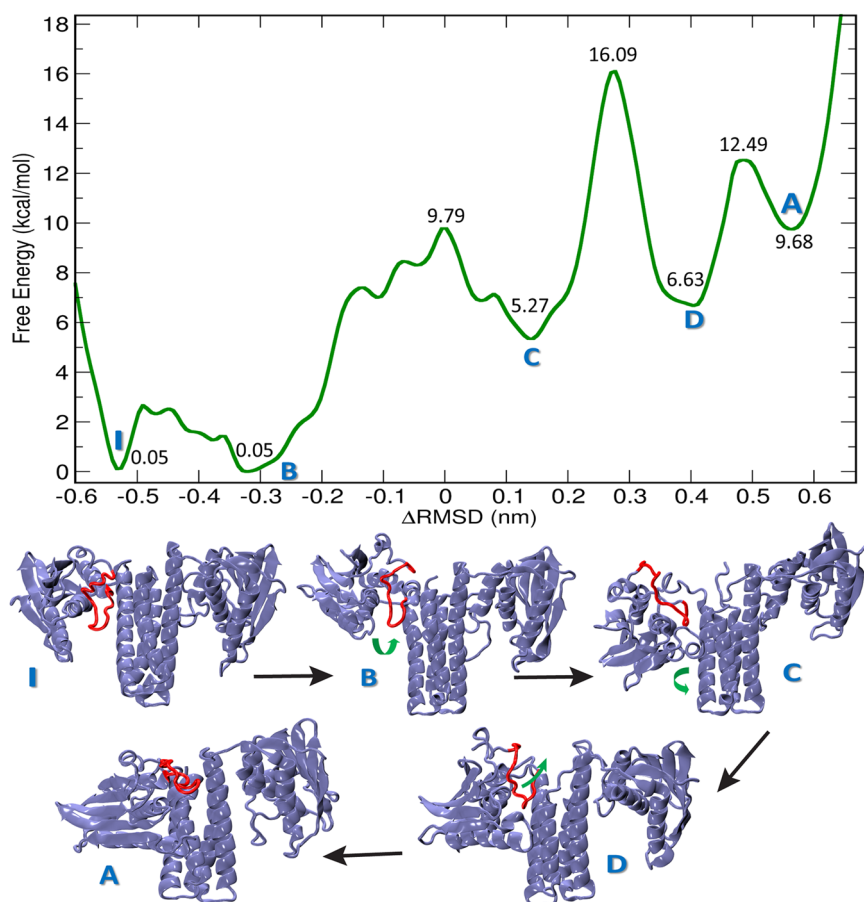 18
16
14
12
10
8
6
4
2
0
Free Energy (kcal/mol)
16.09
12.49
9.79
A
9.68
6.63
D
5.27
C
I
0.05
0.05
B
-0.6 -0.5 -0.4 -0.3 -0.2 -0.1 0 0.1 0.2 0.3 0.4 0.5 0.6
ΔRMSD (nm)
I
B
C
A
D